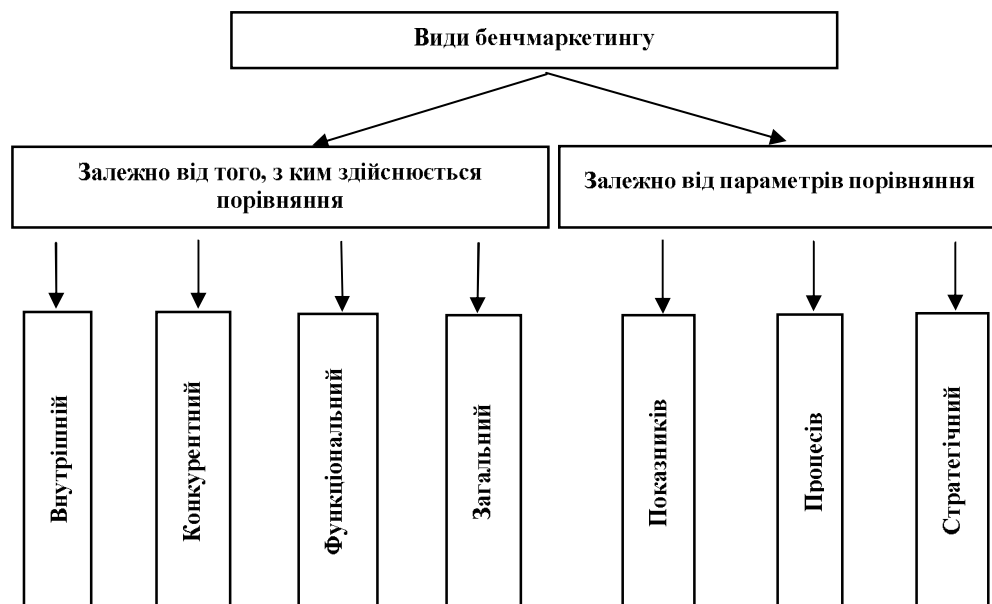 Види бенчмаркетингу
Залежно від того, з ким здійснюється
порівняння
Залежно від параметрів порівняння
Внутрішній
Конкурентний
Функціональний
Загальний
Показників
Процесів
Стратегічний